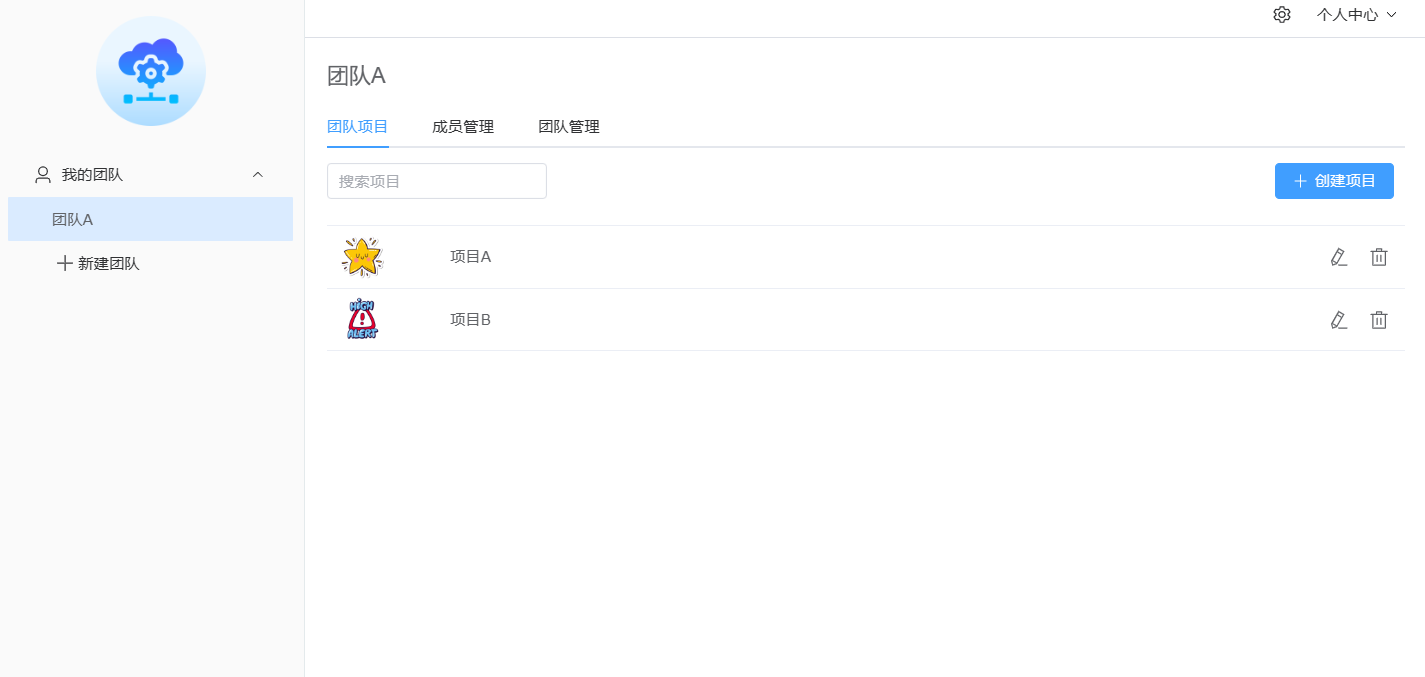 个人中心
我的团队
团队A
新建团队
团队A
团队项目 成员管理 团队管理
搜索项目
创建项目
项目A
HIGH
ALERT
项目B